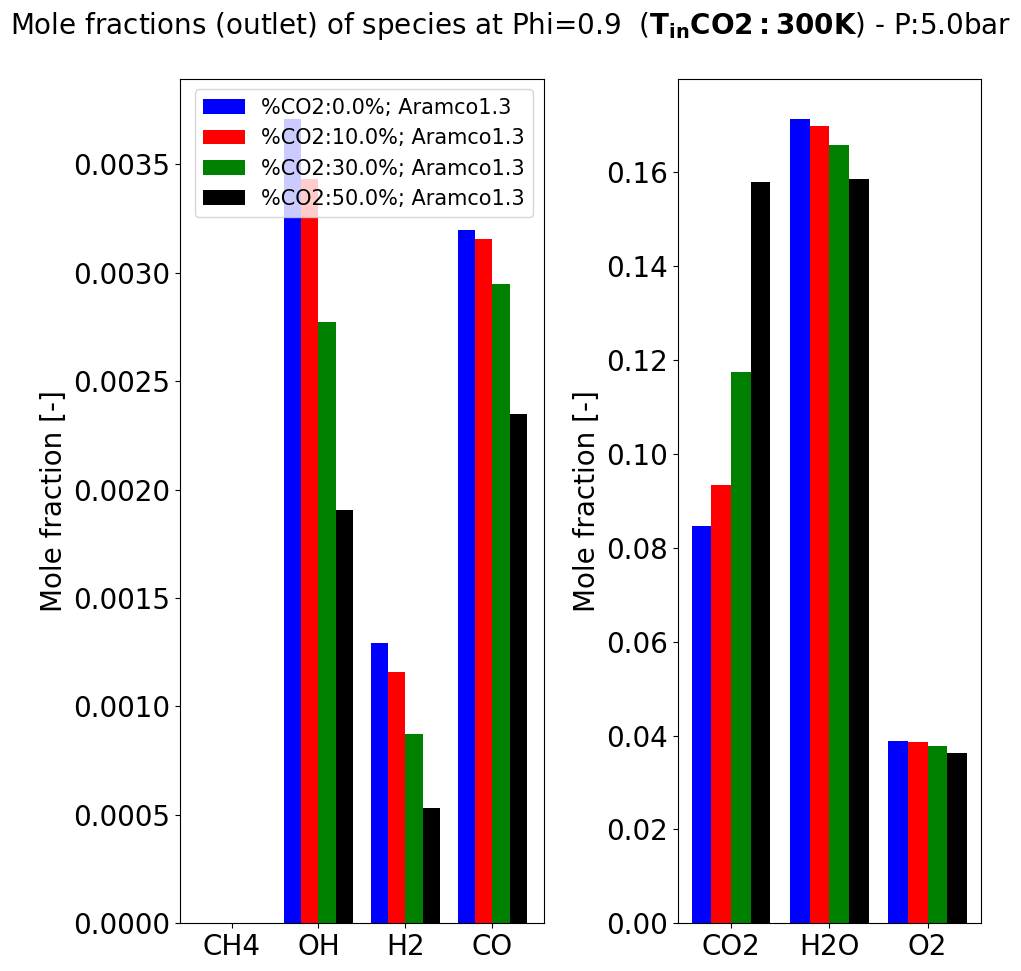 Mole fractions (outlet) of species at Phi=0.9 (TinCO2 : 300K) - P:5.0bar
%CO2:0.0%; Aramco1.3
%CO2:10.0%; Aramco1.3
%CO2:30.0%; Aramco1.3
%CO2:50.0%; Aramco1.3
Mole fraction [-]
0.0035
0.0030
0.0025
0.0020
0.0015
0.0010
0.0005
0.0000
CH4 OH H2 CO
Mole fraction [-]
0.16
0.14
0.12
0.10
0.08
0.06
0.04
0.02
0.00
CO2 H2O O2